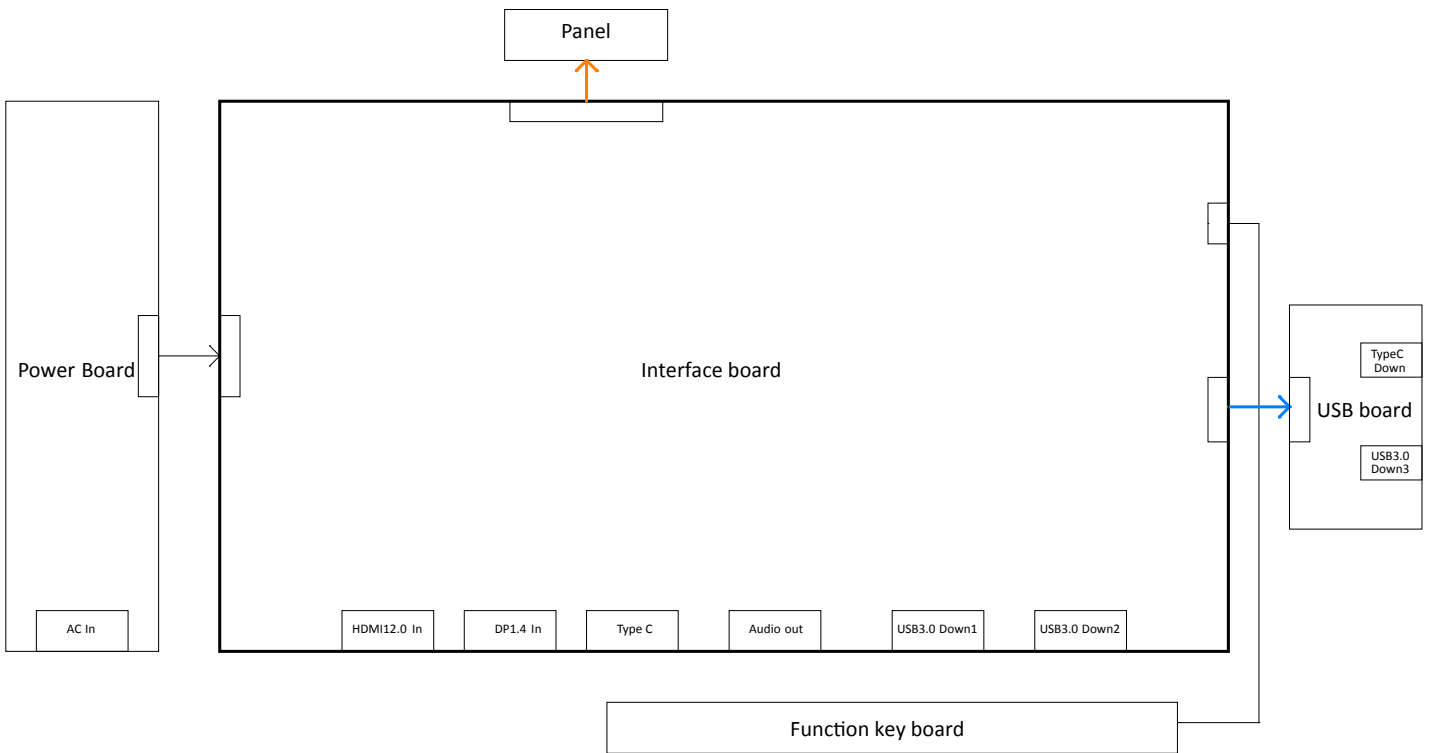 Panel
Power Board
Interface board
TypeC
Down
USB board
USB3.0
Down3
AC In
HDMI12.0 In
DP1.4 In
Type C
Audio out
USB3.0 Down1
USB3.0 Down2
Function key board